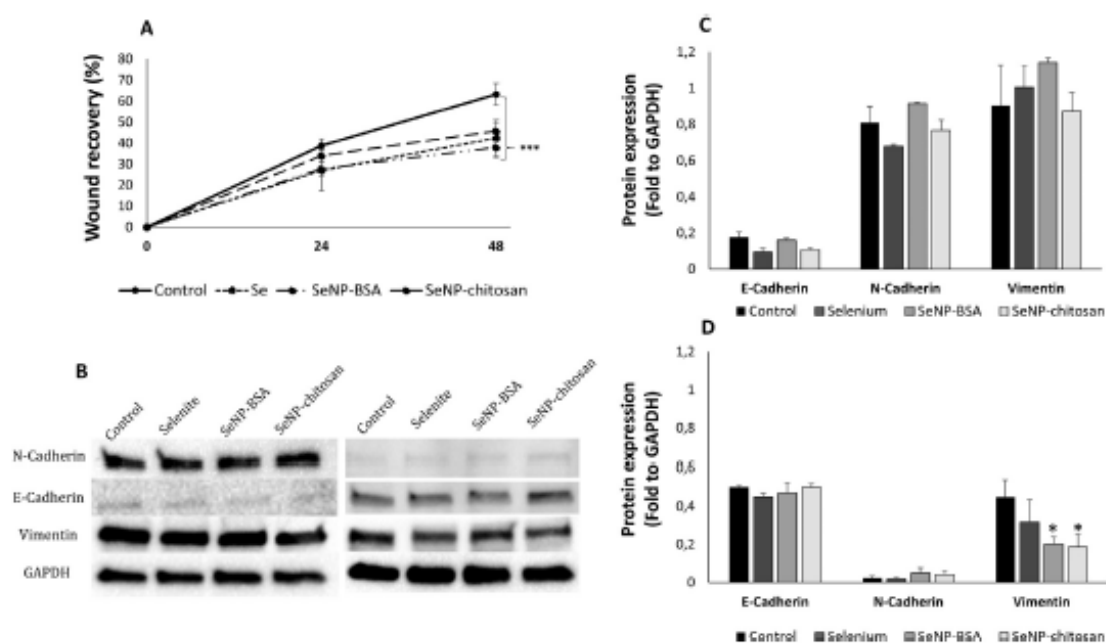 A
Wound recovery (%)
80
70
60
50
40
30
20
10
0
0 24 48
***
Control Se SeNP-BSA SeNP-chitosan
B
Control Selenite SeNP-BSA SeNP-chitosan Control Selenite SeNP-BSA SeNP-chitosan
N-Cadherin
E-Cadherin
Vimentin
GAPDH
C
Protein expression
(Fold to GAPDH)
1,2
1
0,8
0,6
0,4
0,2
0
E-Cadherin N-Cadherin Vimentin
Control Selenium SeNP-BSA SeNP-chitosan
D
Protein expression
(Fold to GAPDH)
1,2
1,2
1
0,8
0,4
0,2
0
* *
E-Cadherin N-Cadherin Vimentin
Control Selenium SeNP-BSA SeNP-chitosan